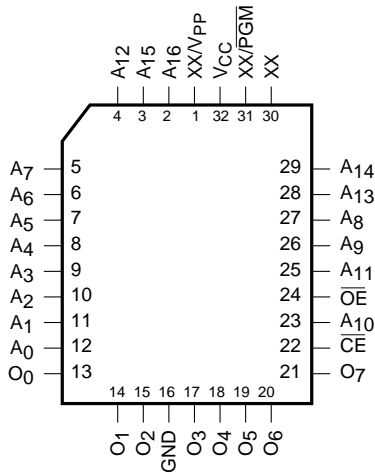 A12 A15 A16 XX/VPP VCC XX/PGM XX
4 3 2 1 32 31 30
A7 5 29 A14
A6 6 28 A13
A5 7 27 A8
A4 8 26 A9
A3 9 25 A11
A2 10 24 OE
A1 11 23 A10
A0 12 22 CE
O0 13 21 O7
14 15 16 17 18 19 20
O1 O2 GND O3 O4 O5 O6